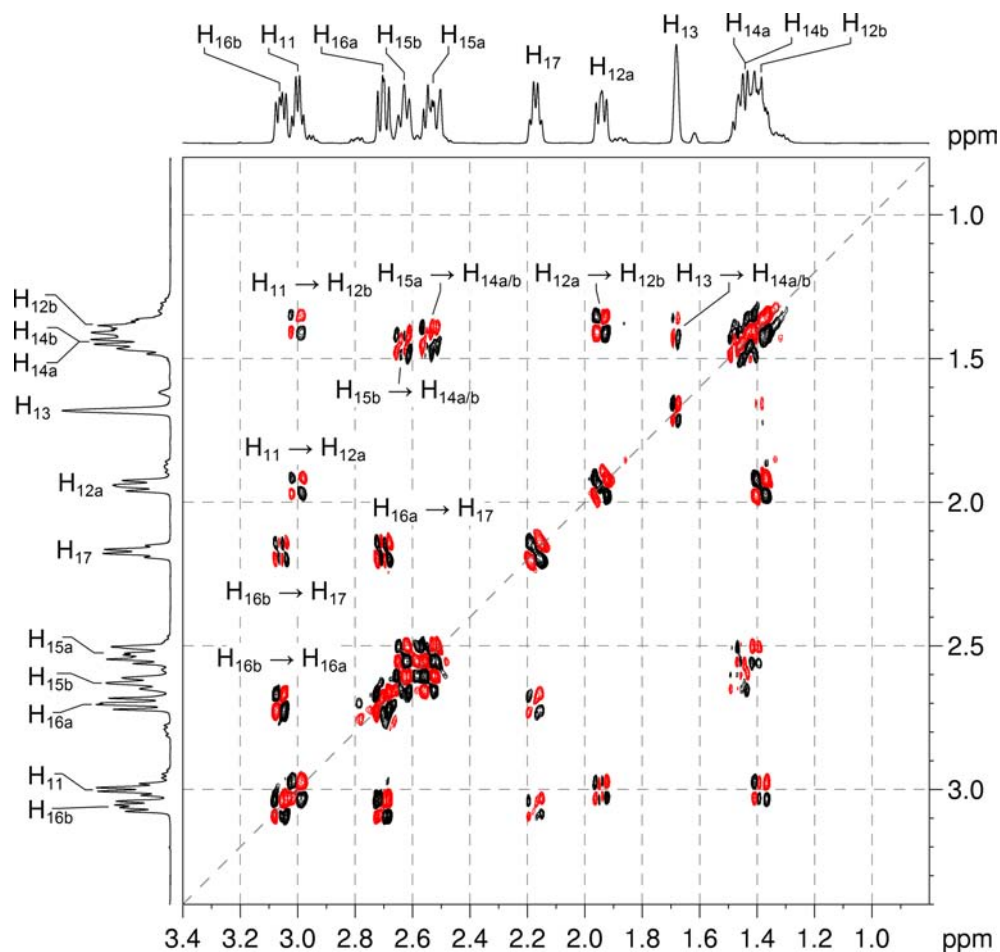 H₁₆ₐ H₁₄ₐ
H₁₁ H₁₅b H₁₄b
H₁₆b H₁₅ₐ H₁₇ H₁₃ H₁₂b
H₁₂ₐ
ppm
1.0
H₁₅ₐ → H₁₄ₐ/b H₁₂ₐ → H₁₂b H₁₃ → H₁₄ₐ/b
H₁₁ → H₁₂b
H₁₂b
H₁₄b
1.5
H₁₄ₐ
H₁₅b → H₁₄ₐ/b
H₁₃
H₁₁ → H₁₂ₐ
H₁₂ₐ
2.0
H₁₆ₐ → H₁₇
H₁₇
H₁₆b → H₁₇
H₁₅ₐ
2.5
H₁₆b → H₁₆ₐ
H₁₅b
H₁₆ₐ
H₁₁
3.0
H₁₆b
3.4 3.2 3.0 2.8 2.6 2.4 2.2 2.0 1.8 1.6 1.4 1.2 1.0 ppm